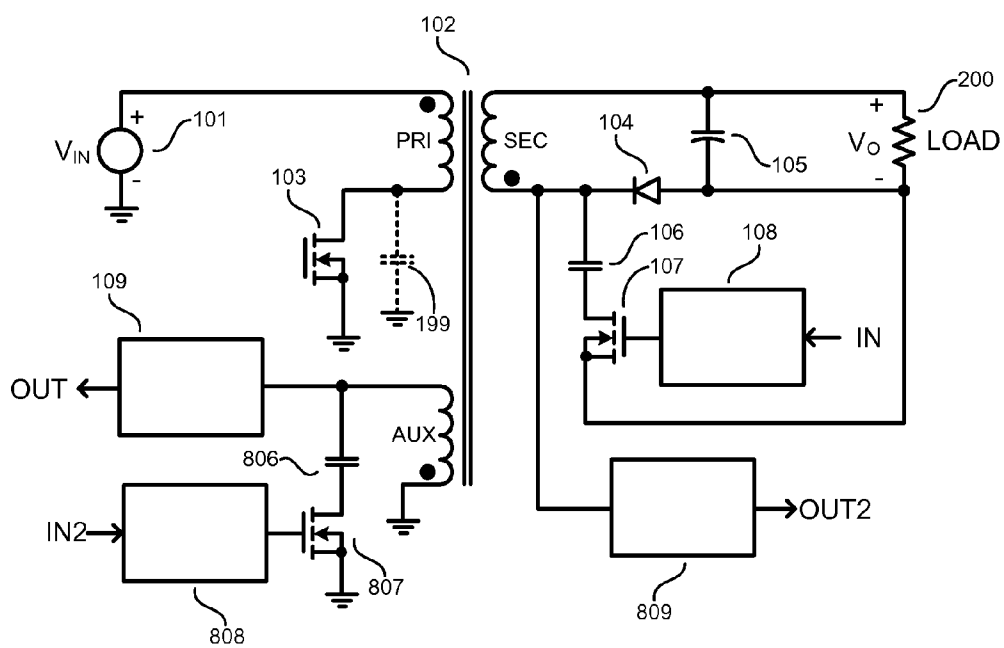 102
200
+
101
104
+
V_IN
PRI
SEC
V_O
LOAD
-
105
-
103
106
108
107
109
199
IN
OUT
AUX
806
IN2
OUT2
807
808
809